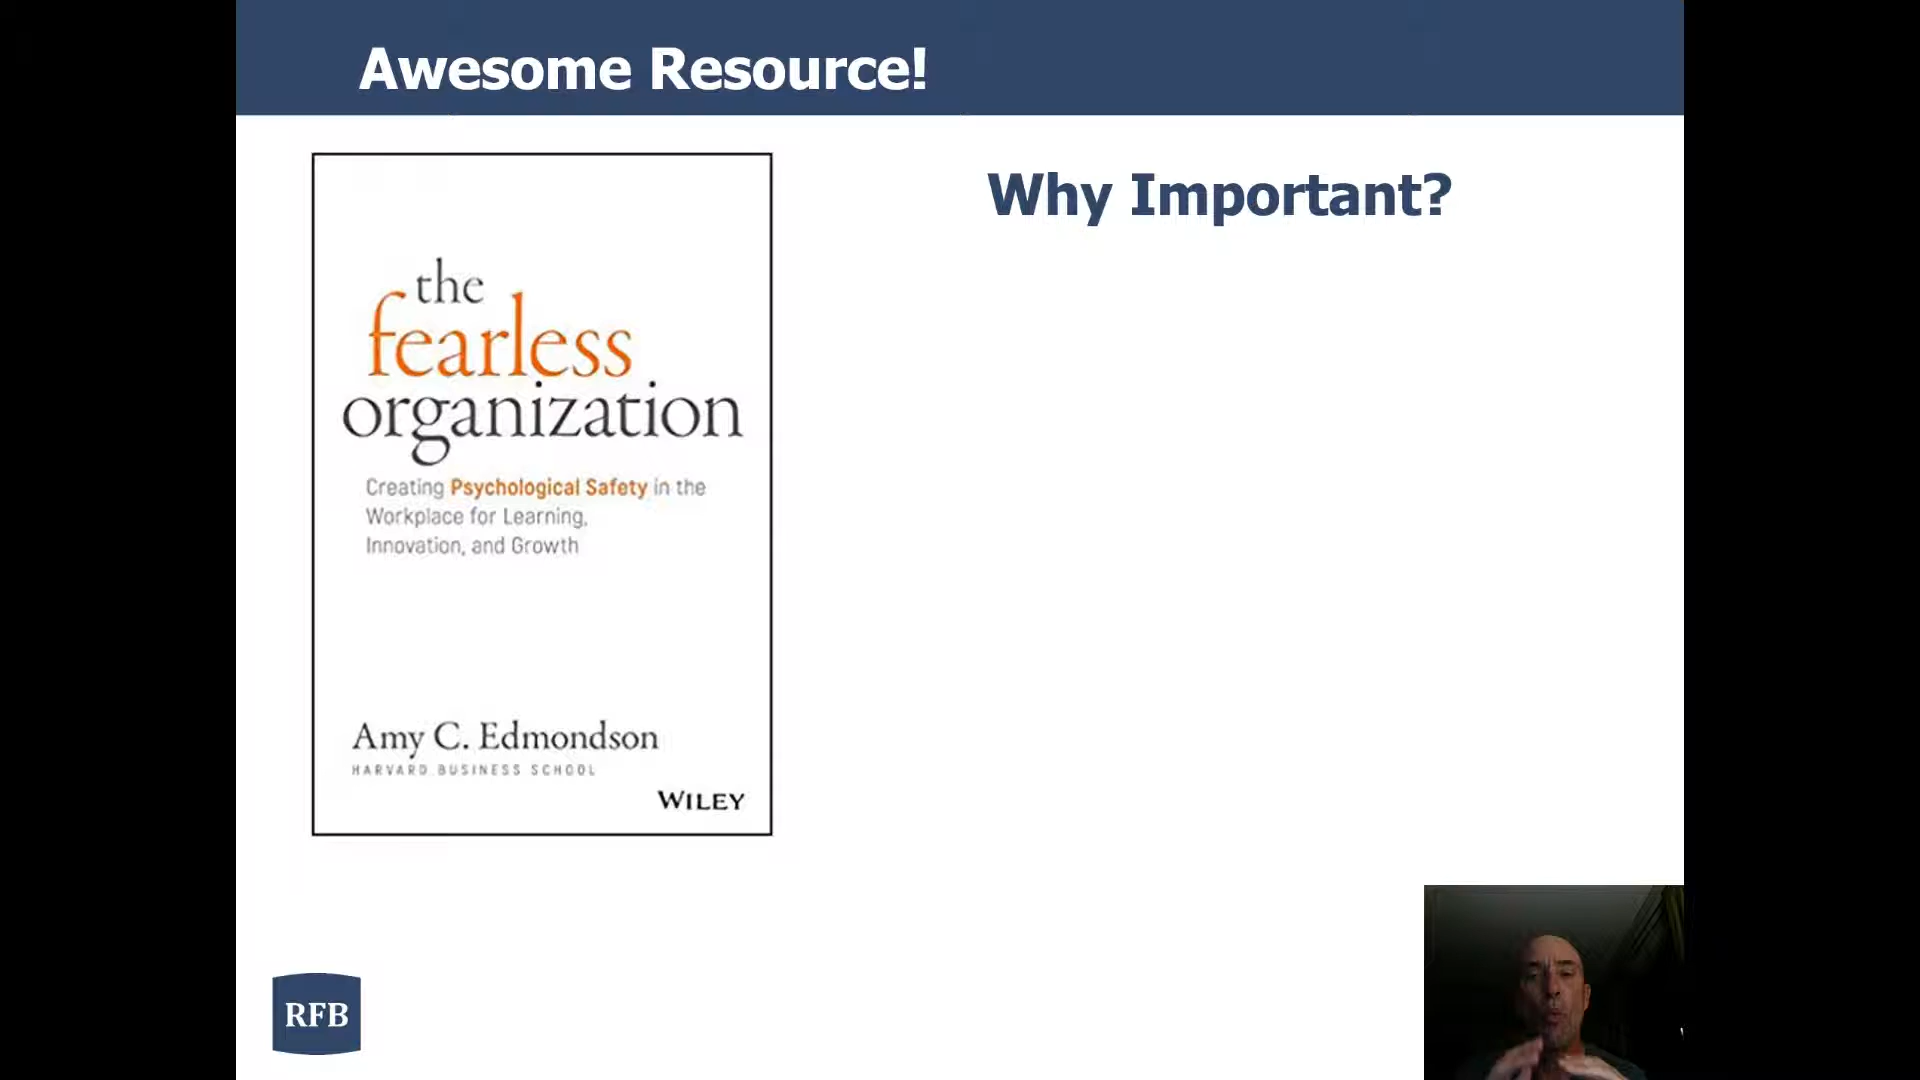 Awesome Resource!
the
fearless
organization
Creating Psychological Safety in the
Workplace for Learning,
Innovation, and Growth
Amy C. Edmondson
HARVARD BUSINESS SCHOOL
WILEY
Why Important?
RFB